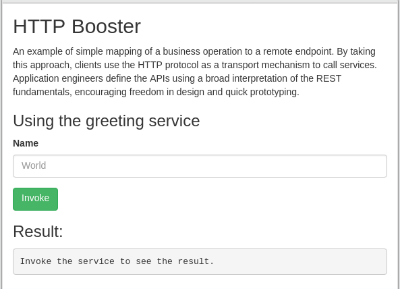 HTTP Booster
An example of simple mapping of a business operation to a remote endpoint. By taking
this approach, clients use the HTTP protocol as a transport mechanism to call services.
Application engineers define the APIs using a broad interpretation of the REST
fundamentals, encouraging freedom in design and quick prototyping.
Using the greeting service
Name
World
Invoke
Result:
Invoke the service to see the result.